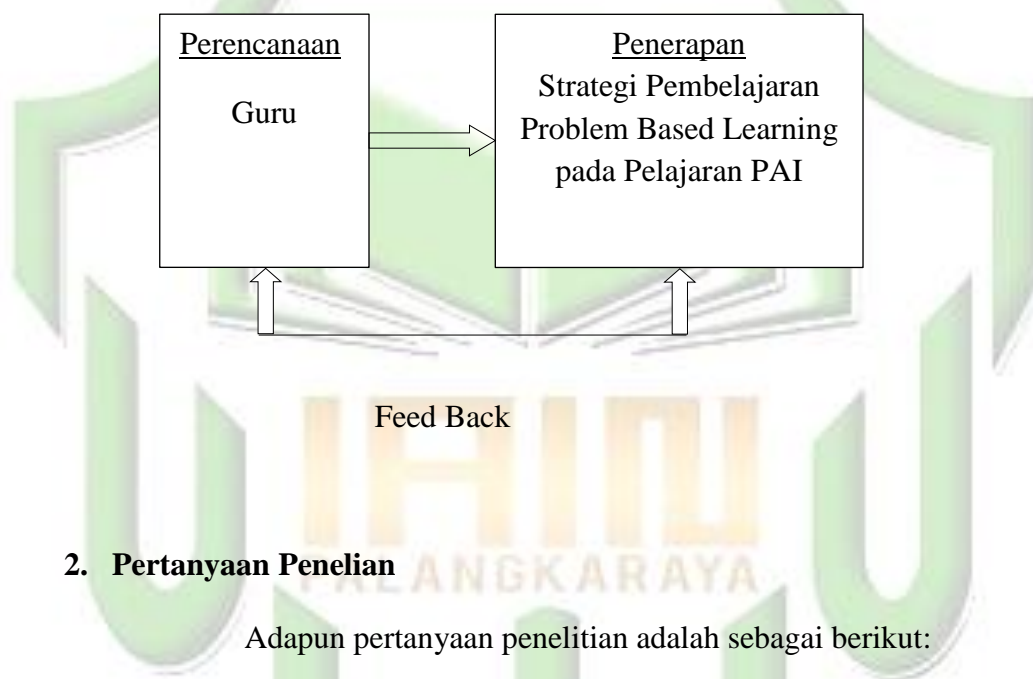 Perencanaan
Guru
Penerapan
Strategi Pembelajaran
Problem Based Learning
pada Pelajaran PAI
Feed Back
IAIN
PALANGKARAYA
2. Pertanyaan Penelian
Adapun pertanyaan penelitian adalah sebagai berikut: